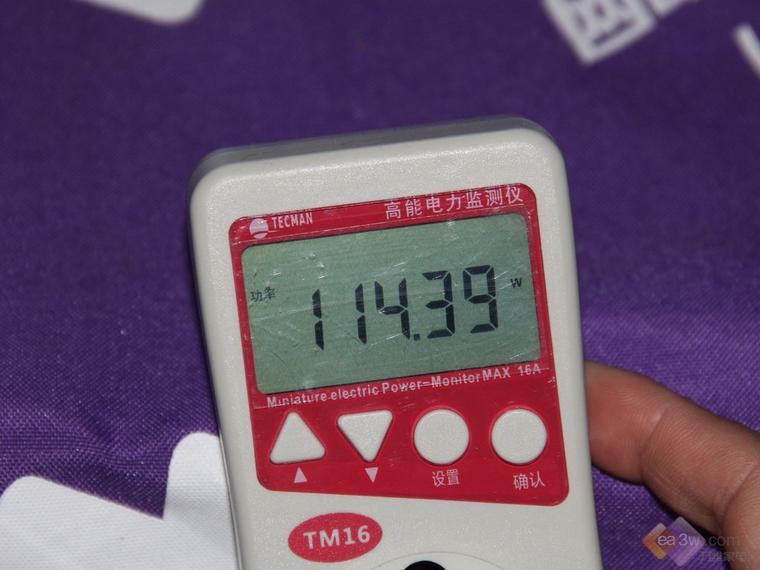 TECMAN
高能电力监测仪
功率
114.39
W
Miniature electric Power-Monitor MAX 16A
▲ ▼ 设置 确认
TM16
ea3w.com